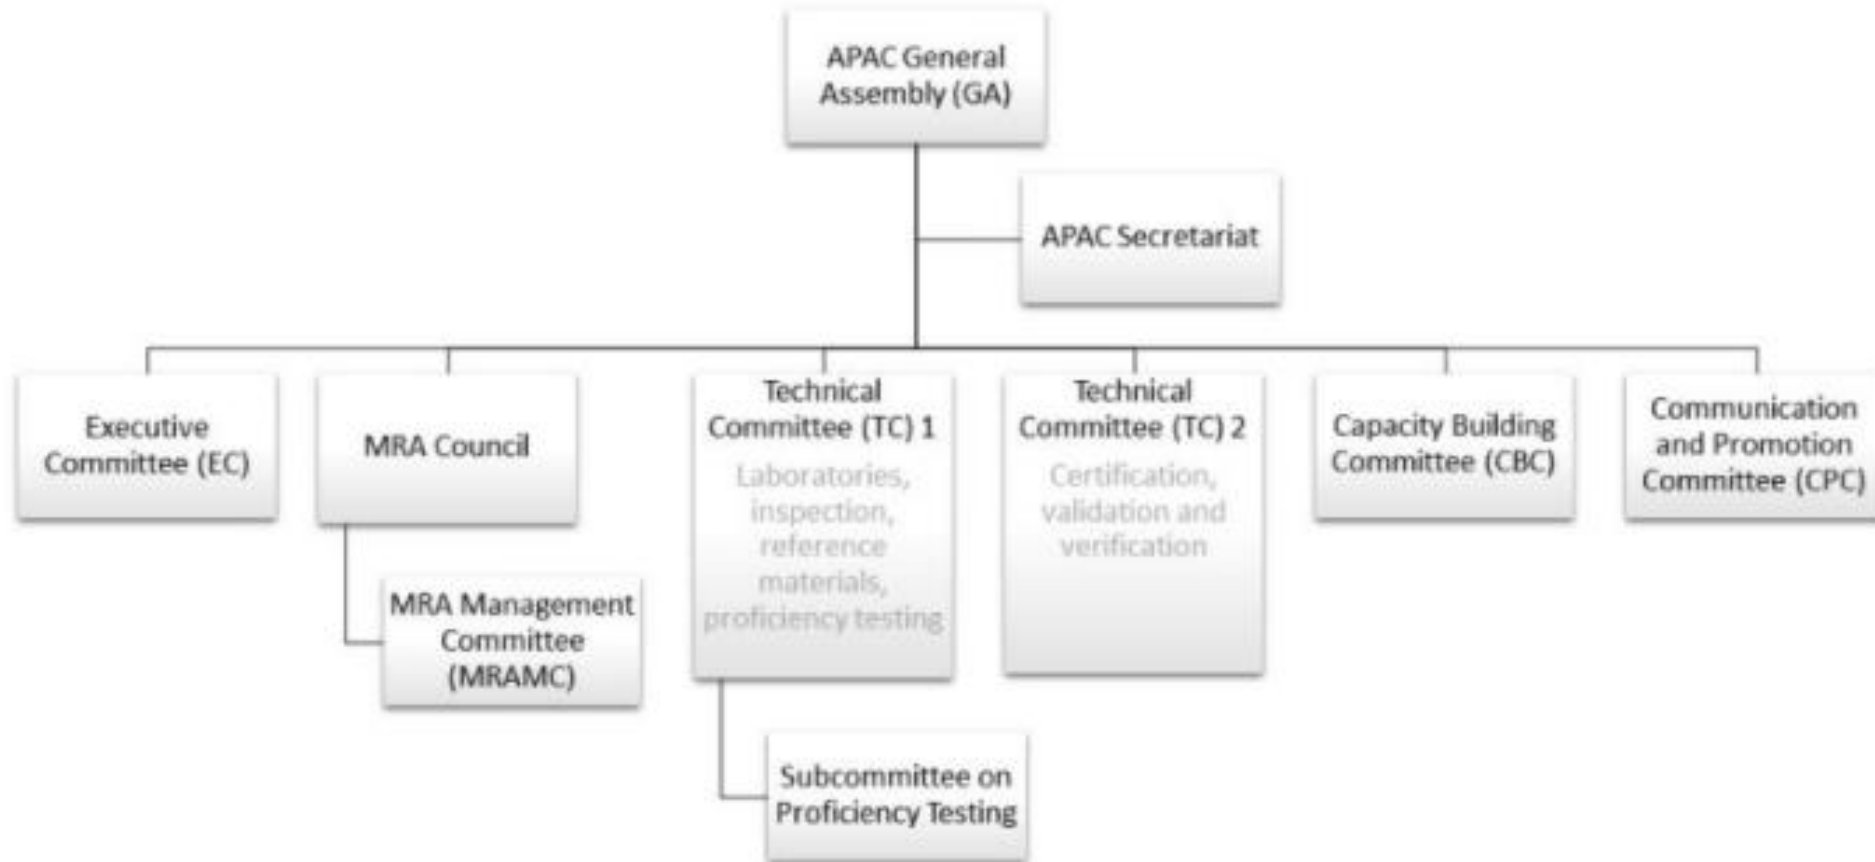 APAC General
Assembly (GA)
APAC Secretariat
Executive
Committee (EC)
MRA Council
Technical
Committee (TC) 1
Laboratories,
inspection,
reference
materials,
proficiency testing
Technical
Committee (TC) 2
Certification,
validation and
verification
Capacity Building
Committee (CBC)
Communication
and Promotion
Committee (CPC)
MRA Management
Committee
(MRAMC)
Subcommittee on
Proficiency Testing